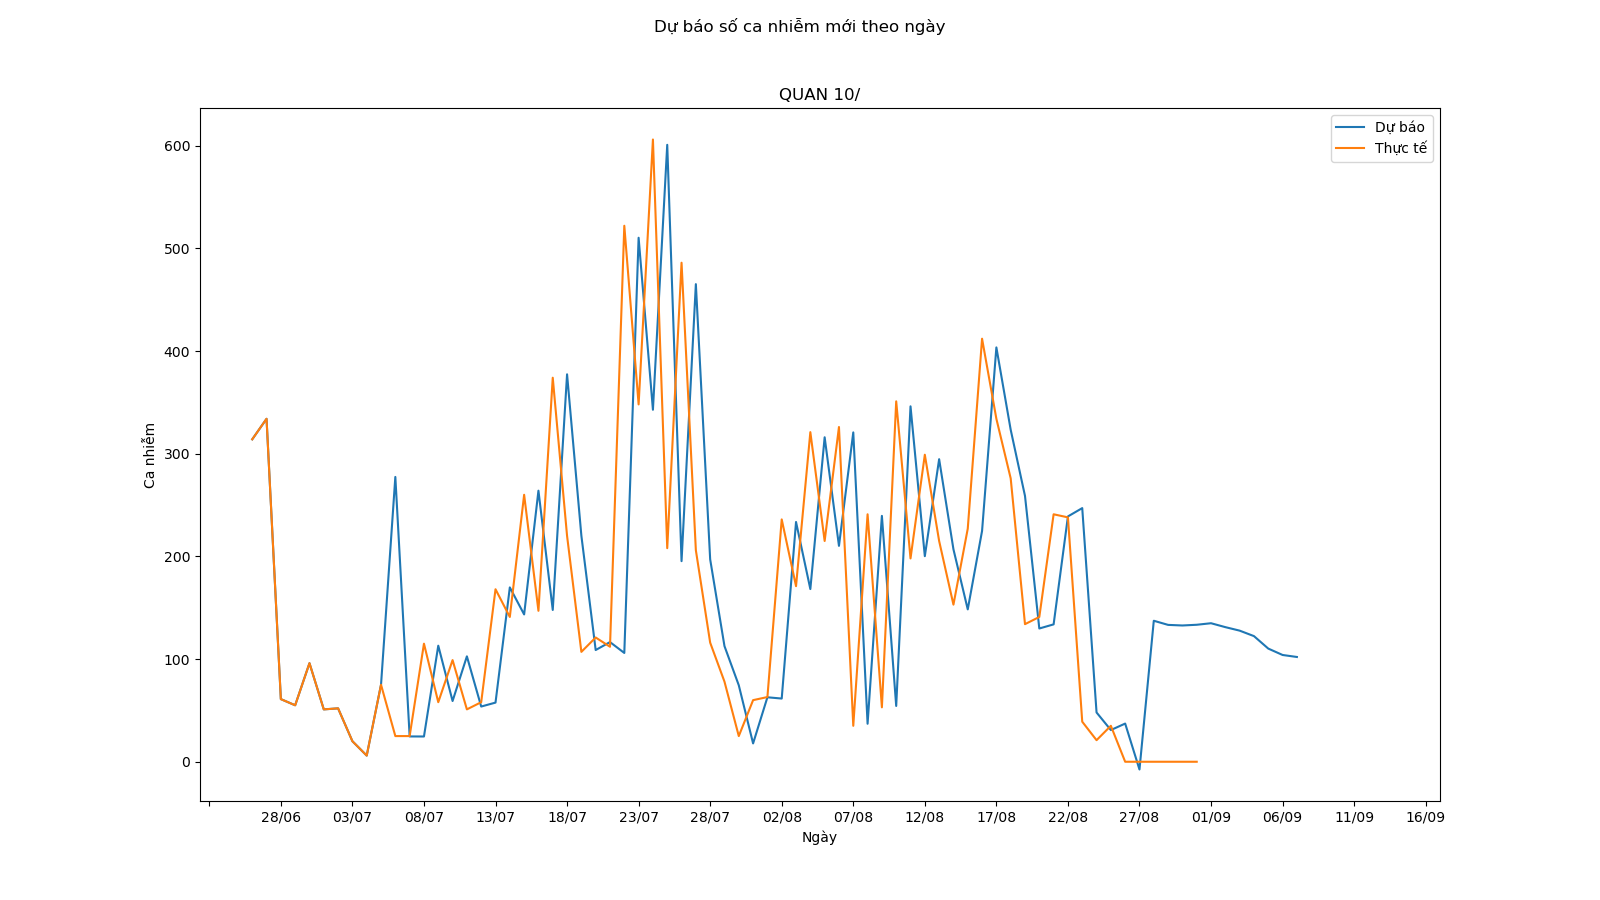 Dự báo số ca nhiễm mới theo ngày
QUAN 10/
Dự báo
Thực tế
600
500
400
300
200
100
0
Ca nhiễm
28/06 03/07 08/07 13/07 18/07 23/07 28/07 02/08 07/08 12/08 17/08 22/08 27/08 01/09 06/09 11/09 16/09
Ngày